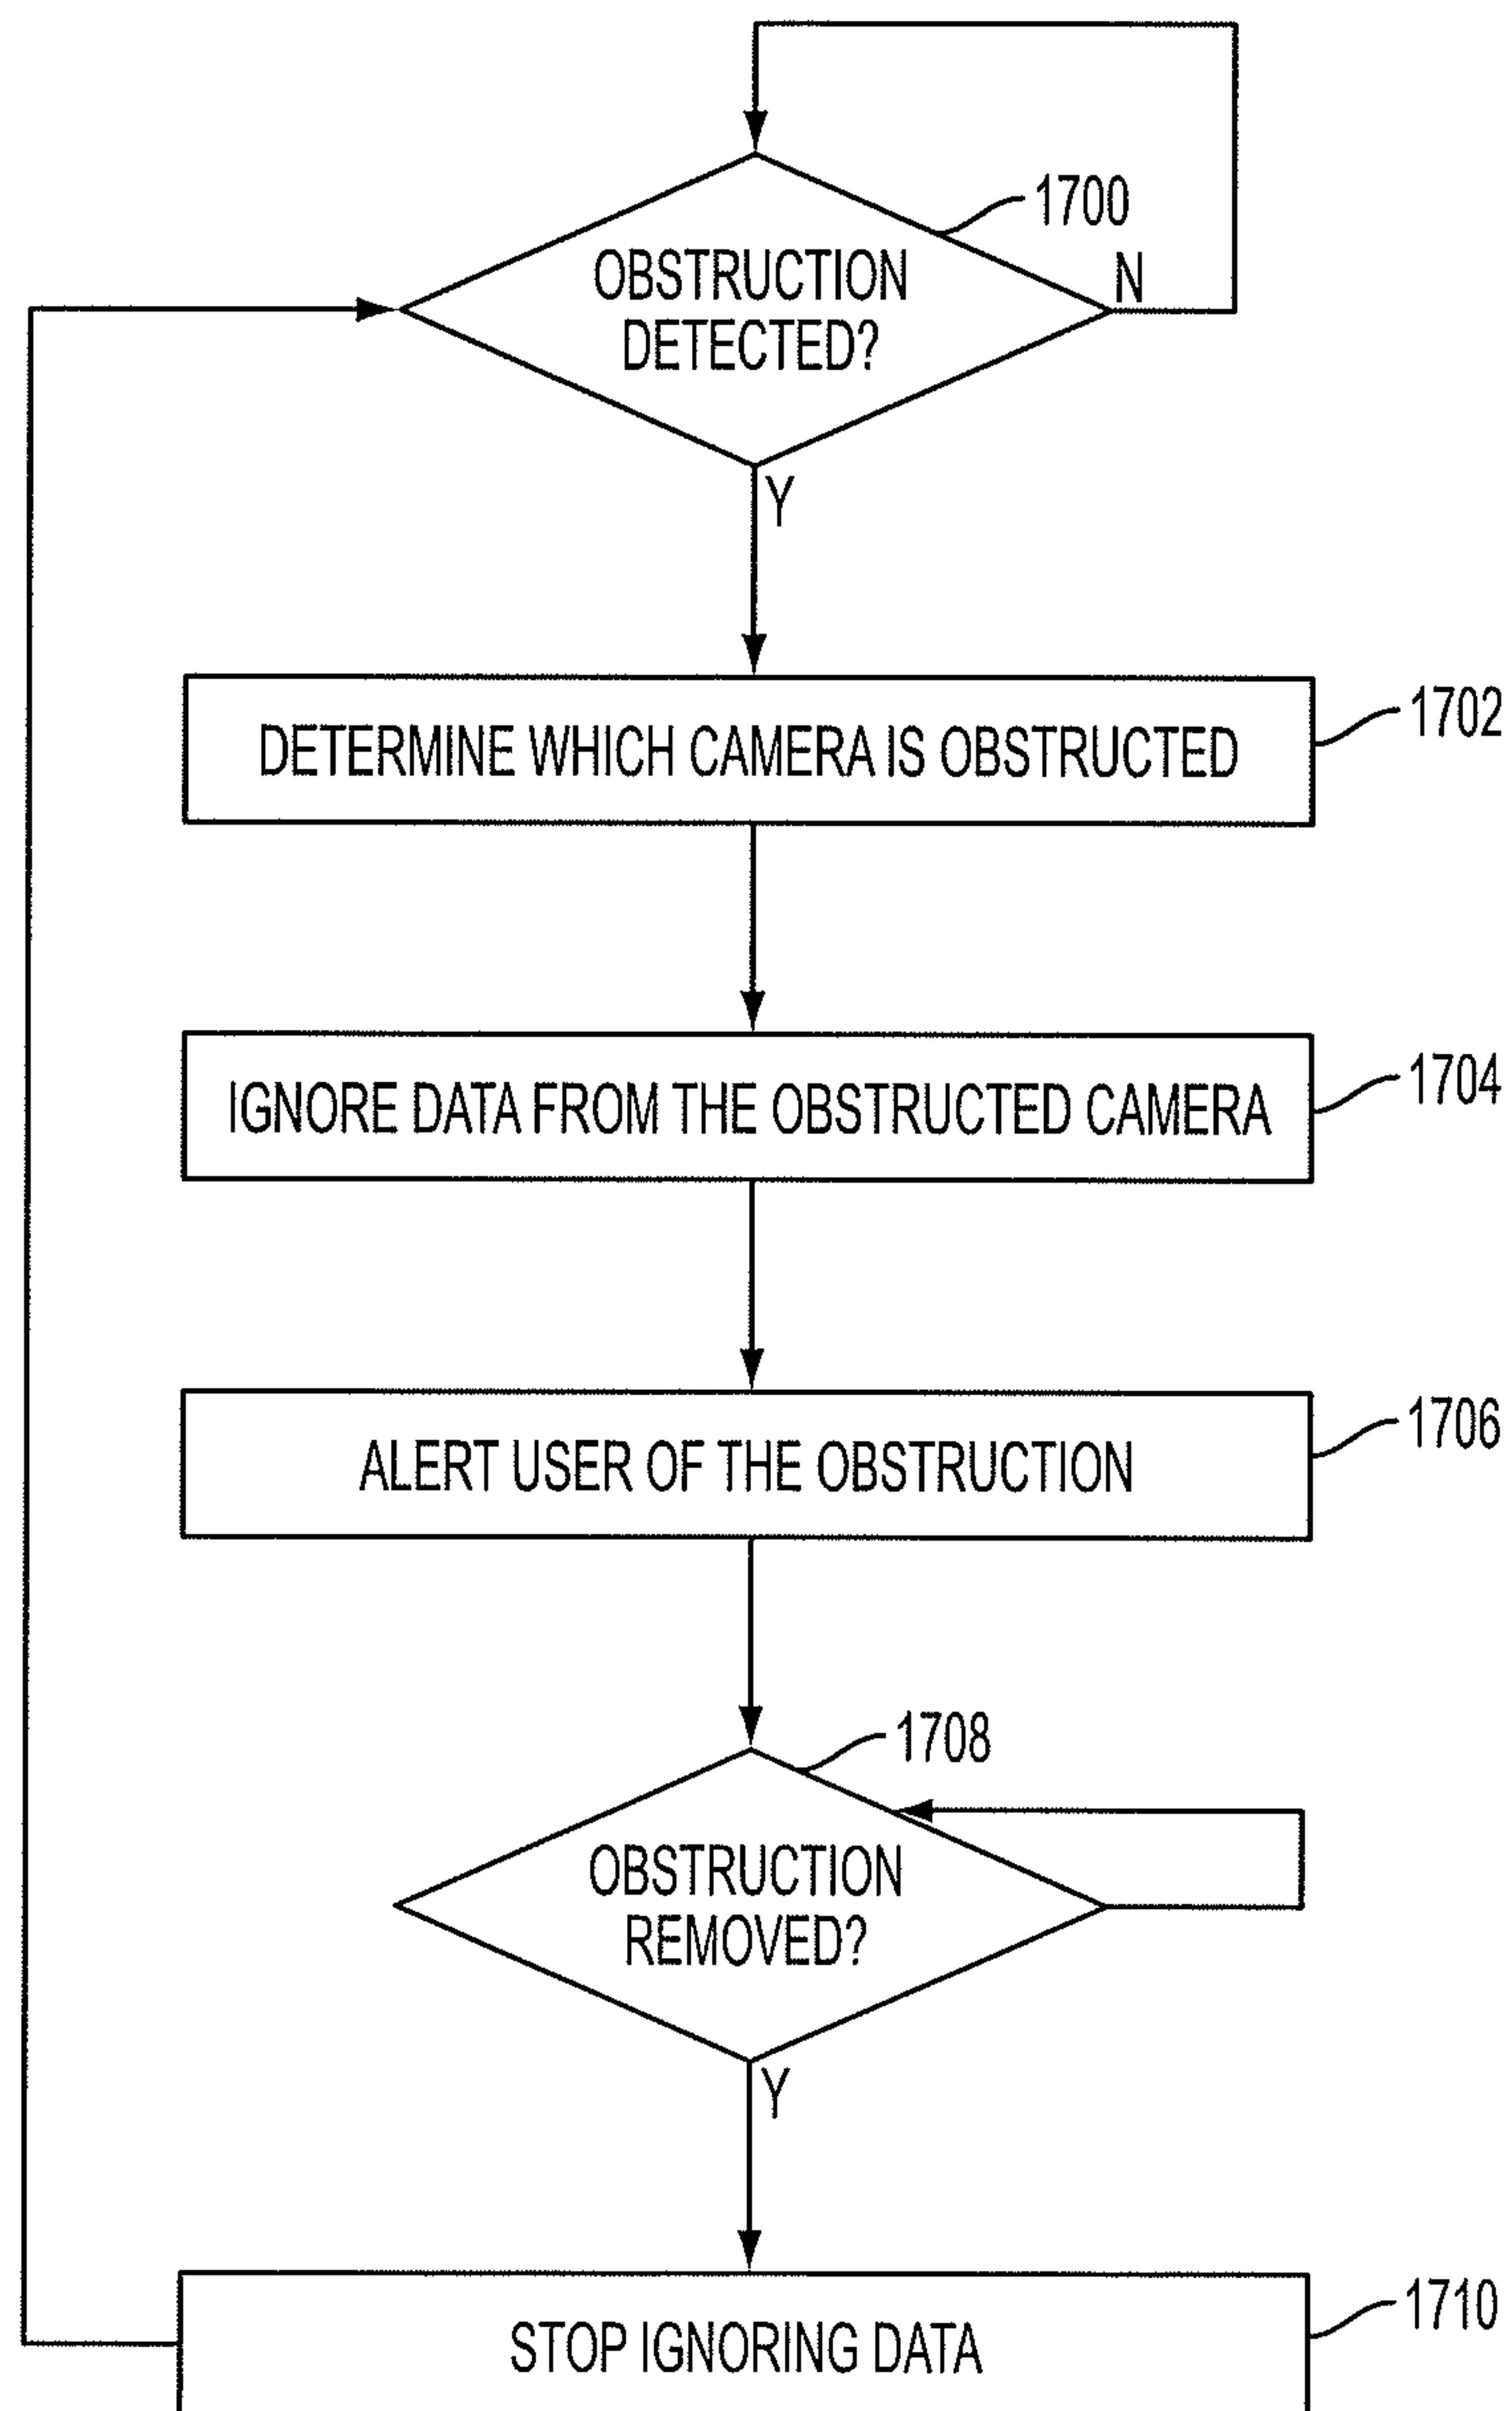 1700
OBSTRUCTION
DETECTED?
N
Y
DETERMINE WHICH CAMERA IS OBSTRUCTED
1702
IGNORE DATA FROM THE OBSTRUCTED CAMERA
1704
ALERT USER OF THE OBSTRUCTION
1706
1708
OBSTRUCTION
REMOVED?
Y
STOP IGNORING DATA
1710